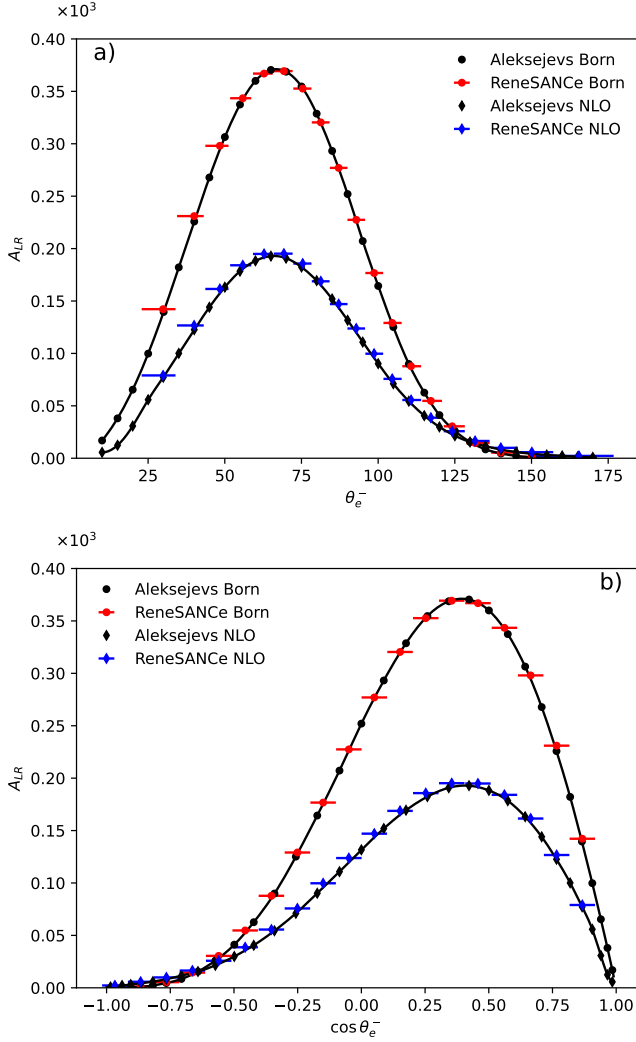 ×10³
a)
Aleksejevs Born
ReneSANCe Born
Aleksejevs NLO
ReneSANCe NLO
0.40
0.35
0.30
0.25
0.20
0.15
0.10
0.05
0.00
A_{LR}
25 50 75 100 125 150 175
θ_e^-
×10³
b)
Aleksejevs Born
ReneSANCe Born
Aleksejevs NLO
ReneSANCe NLO
0.40
0.35
0.30
0.25
0.20
0.15
0.10
0.05
0.00
A_{LR}
−1.00 −0.75 −0.50 −0.25 0.00 0.25 0.50 0.75 1.00
cos θ_e^-